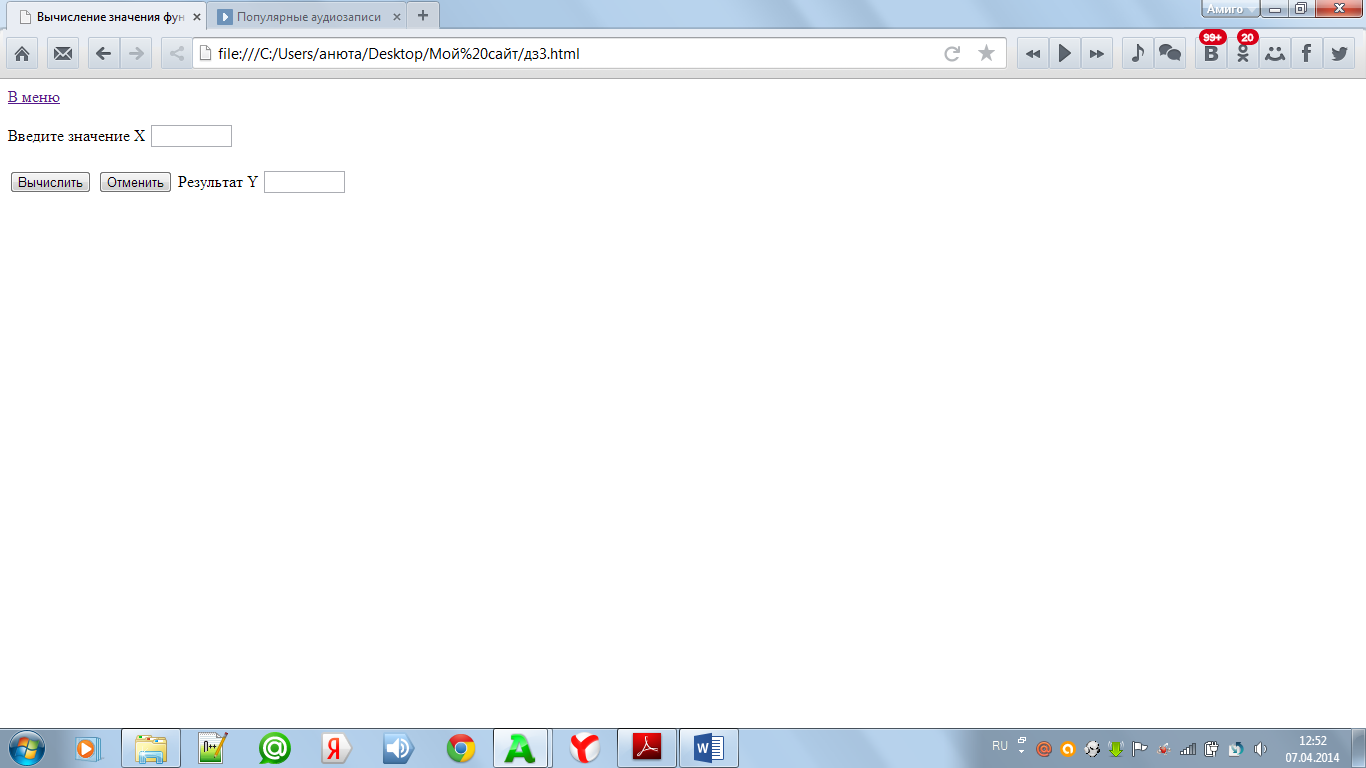 Вычисление значения фун
Популярные аудиозаписи
Амиго
file:///C:/Users/анюта/Desktop/Мой%20сайт/дз3.html
99+
20
В меню
Введите значение X
Вычислить Отменить Результат Y
RU
12:52
07.04.2014